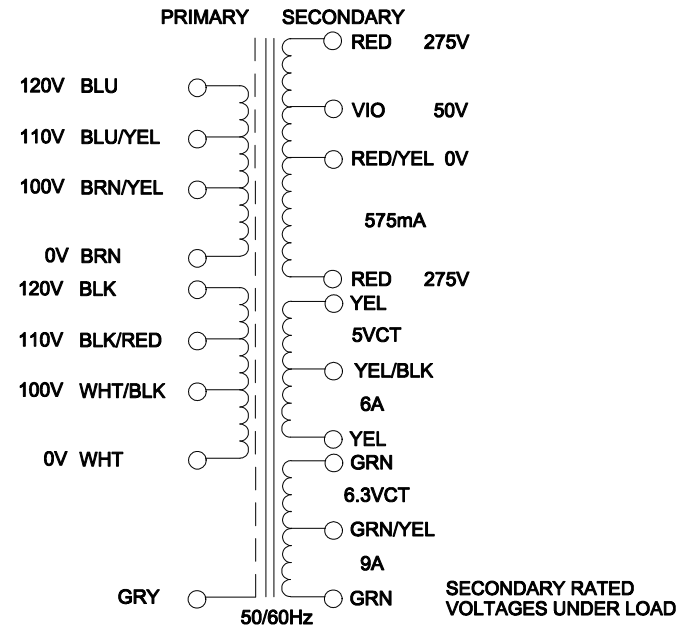 PRIMARY SECONDARY
RED 275V
120V BLU
VIO 50V
110V BLU/YEL
RED/YEL 0V
100V BRN/YEL
575mA
0V BRN
RED 275V
120V BLK
YEL
5VCT
110V BLK/RED
YEL/BLK
100V WHT/BLK
6A
YEL
0V WHT
GRN
6.3VCT
GRN/YEL
9A
GRY
GRN
SECONDARY RATED
VOLTAGES UNDER LOAD
50/60Hz